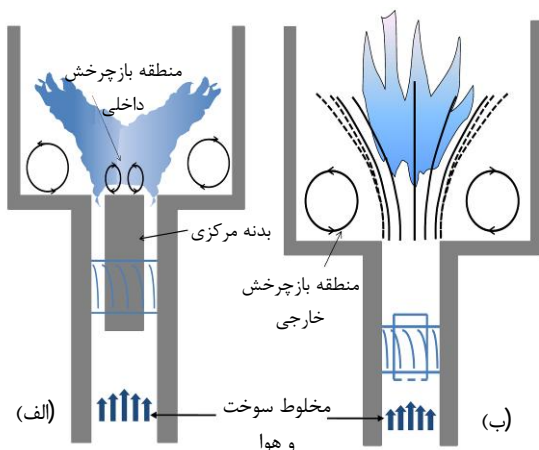 منطقه بازچرخش
داخلی
بدنه مرکزی
منطقه بازچرخش
خارجی
مخلوط سوخت
و هوا
(الف)
(ب)